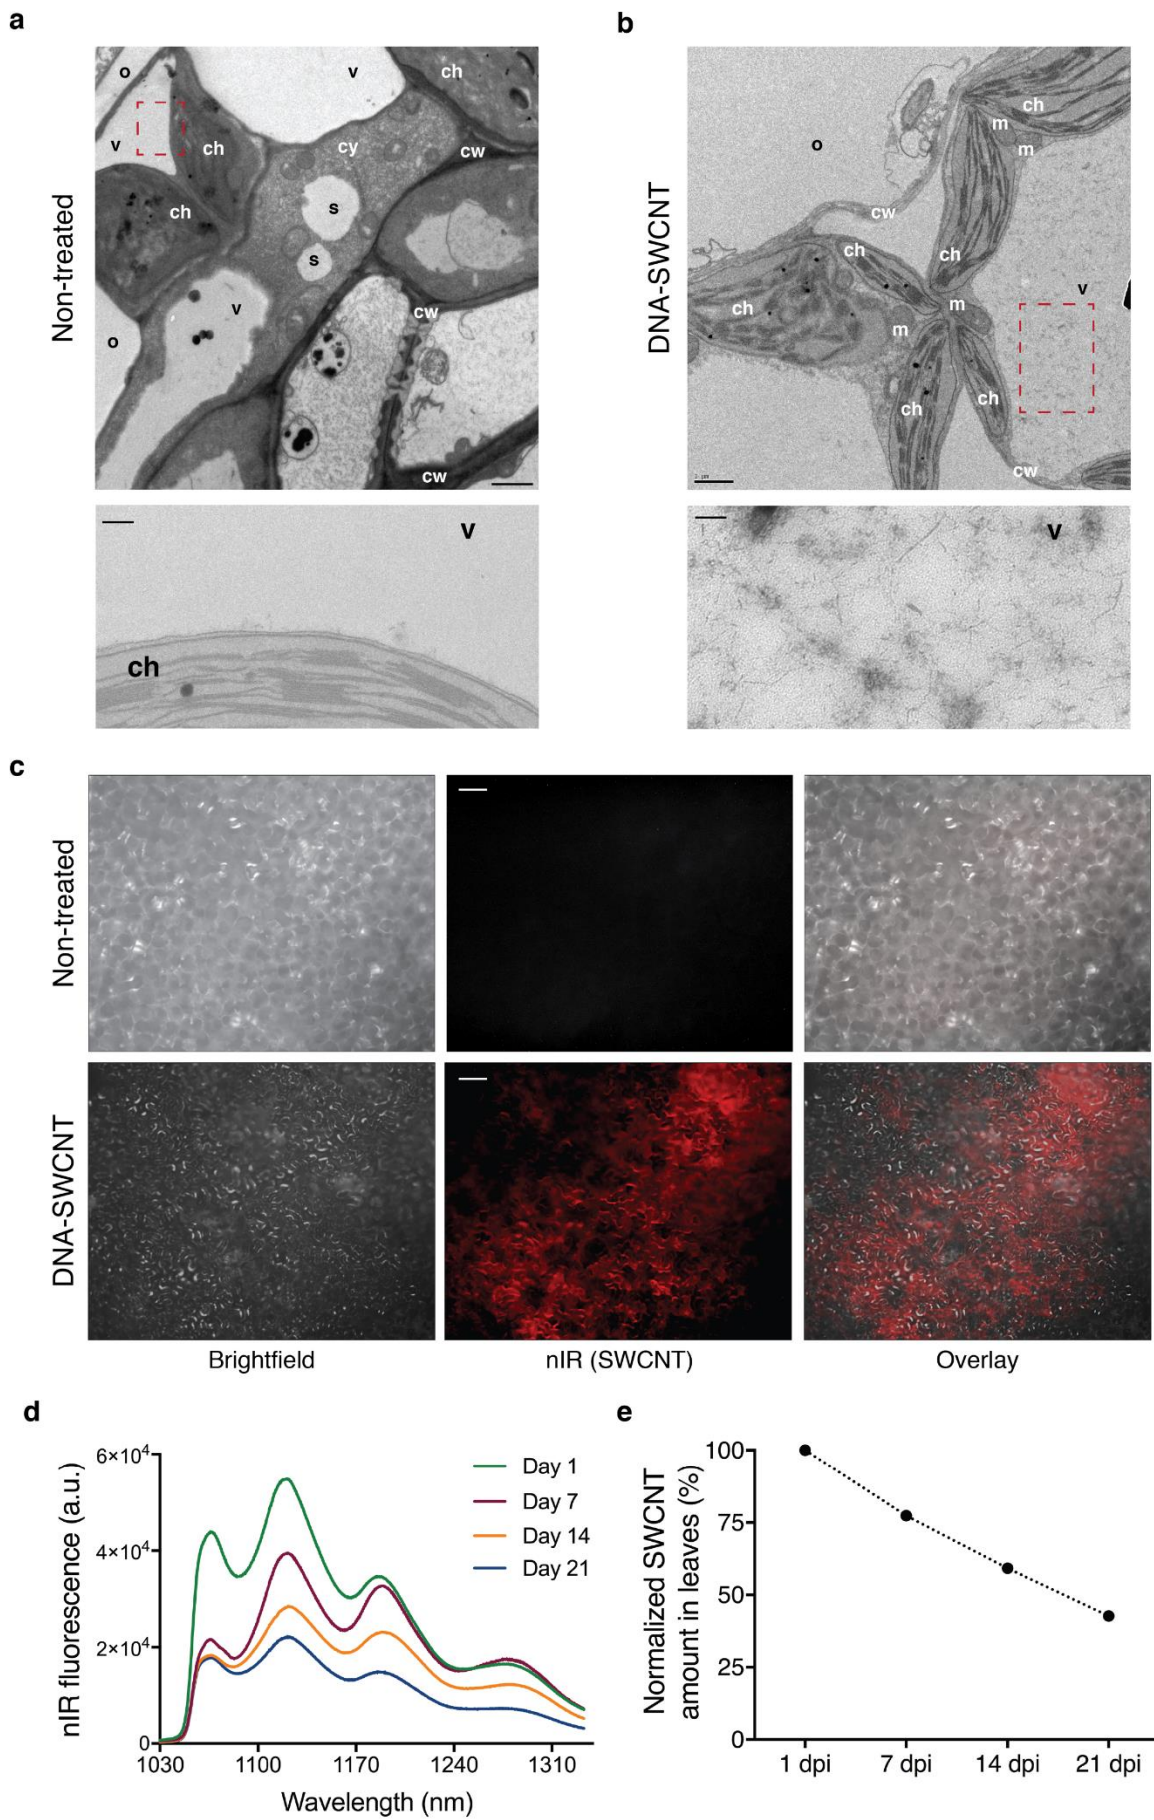 a
Non-treated
o
v
ch
v
ch
cy
cw
ch
s
s
v
o
cw
cw
v
ch
b
DNA-SWCNT
o
ch
m
m
cw
ch
ch
v
m
m
ch
ch
ch
cw
v
c
Non-treated
DNA-SWCNT
Brightfield
nIR (SWCNT)
Overlay
d
nIR fluorescence (a.u.)
6×10⁴
4×10⁴
2×10⁴
0
1030
1100
1170
1240
1310
Wavelength (nm)
Day 1
Day 7
Day 14
Day 21
e
Normalized SWCNT
amount in leaves (%)
100
75
50
25
0
1 dpi
7 dpi
14 dpi
21 dpi